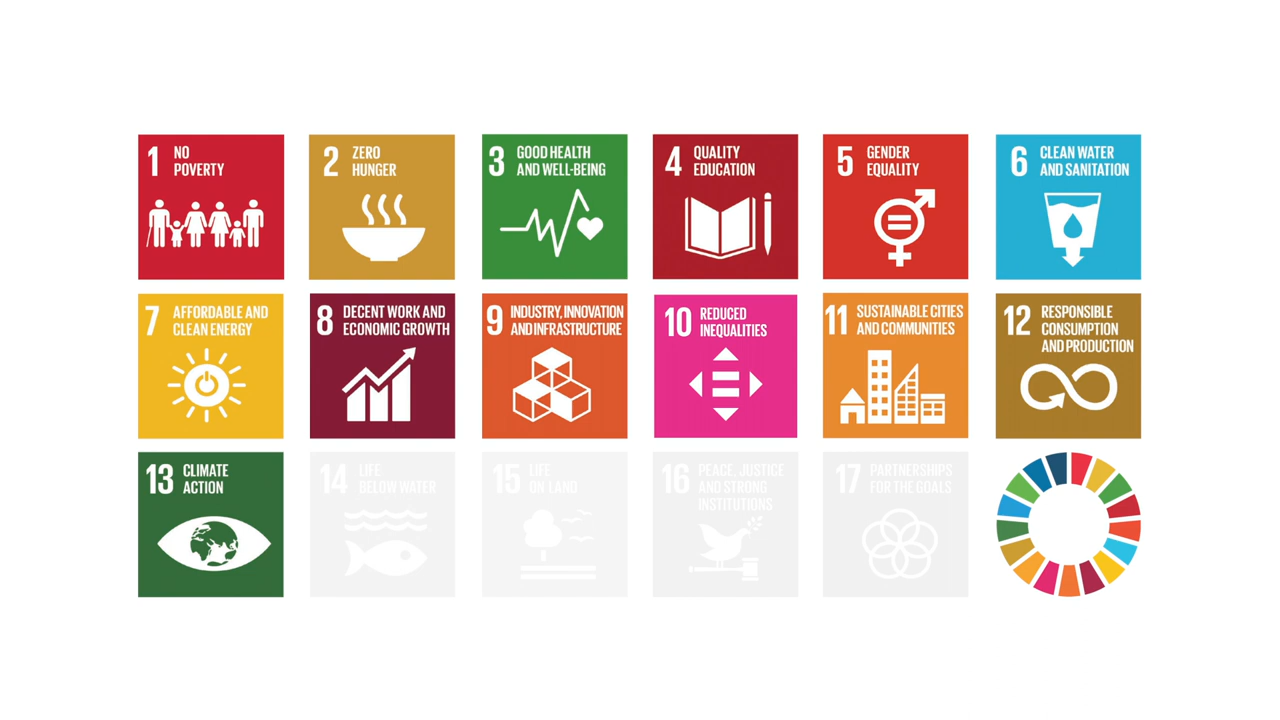 1 NO
POVERTY
2 ZERO
HUNGER
3 GOOD HEALTH
AND WELL-BEING
4 QUALITY
EDUCATION
5 GENDER
EQUALITY
6 CLEAN WATER
AND SANITATION
7 AFFORDABLE AND
CLEAN ENERGY
8 DECENT WORK AND
ECONOMIC GROWTH
9 INDUSTRY, INNOVATION
AND INFRASTRUCTURE
10 REDUCED
INEQUALITIES
11 SUSTAINABLE CITIES
AND COMMUNITIES
12 RESPONSIBLE
CONSUMPTION
AND PRODUCTION
13 CLIMATE
ACTION
14 LIFE
BELOW WATER
15 LIFE
ON LAND
16 PEACE, JUSTICE
AND STRONG
INSTITUTIONS
17 PARTNERSHIPS
FOR THE GOALS